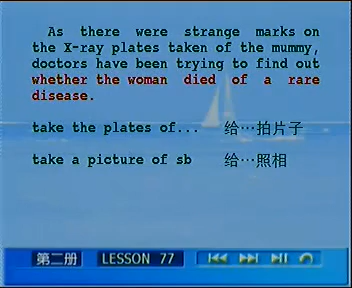 As there were strange marks on
the X-ray plates taken of the mummy,
doctors have been trying to find out
whether the woman died of a rare
disease.
take the plates of... 给…拍片子
take a picture of sb 给…照相
第二册 LESSON 77